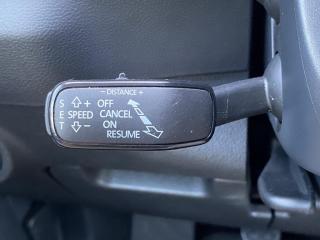 − DISTANCE +
S + OFF
E SPEED CANCEL
T − ON
RESUME